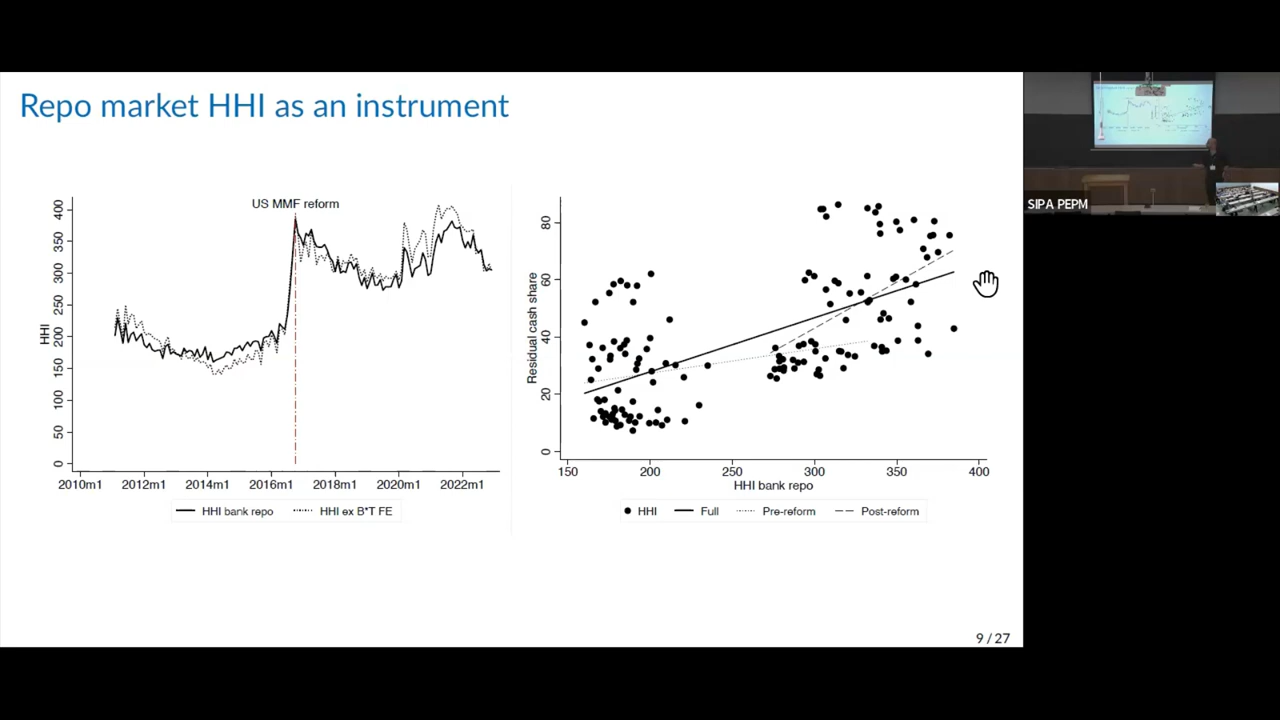 Repo market HHI as an instrument
US MMF reform
HHI
0
50
100
150
200
250
300
350
400
2010m1 2012m1 2014m1 2016m1 2018m1 2020m1 2022m1
HHI bank repo HHI ex B*T FE
Residual cash share
0
20
40
60
80
150 200 250 300 350 400
HHI bank repo
HHI Full Pre-reform Post-reform
9 / 27
SIPA PEPM